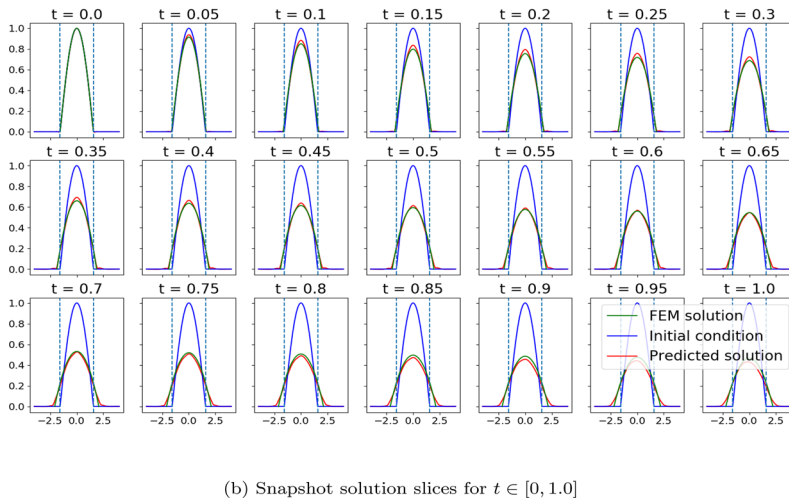 t = 0.0 t = 0.05 t = 0.1 t = 0.15 t = 0.2 t = 0.25 t = 0.3
1.0
0.8
0.6
0.4
0.2
0.0
t = 0.35 t = 0.4 t = 0.45 t = 0.5 t = 0.55 t = 0.6 t = 0.65
1.0
0.8
0.6
0.4
0.2
0.0
t = 0.7 t = 0.75 t = 0.8 t = 0.85 t = 0.9 t = 0.95 t = 1.0
1.0
0.8
0.6
0.4
0.2
0.0
FEM solution
Initial condition
Predicted solution
−2.5 0.0 2.5 −2.5 0.0 2.5 −2.5 0.0 2.5 −2.5 0.0 2.5 −2.5 0.0 2.5 −2.5 0.0 2.5 −2.5 0.0 2.5
(b) Snapshot solution slices for t ∈ [0, 1.0]